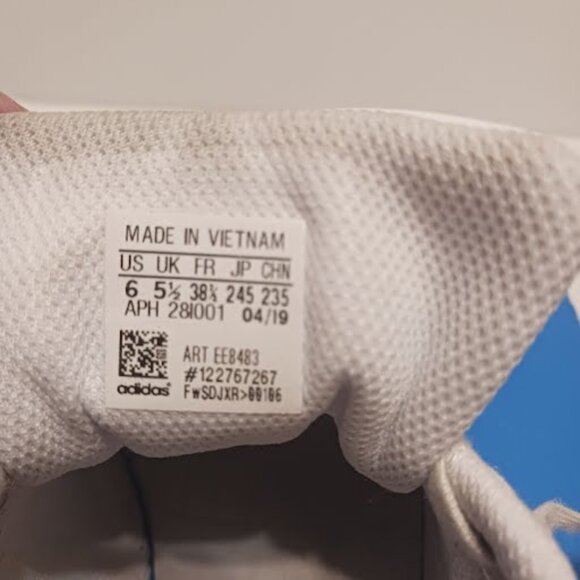 MADE IN VIETNAM
US UK FR JP CHN
6 5½ 38⅔ 245 235
APH 281001 04/19
ART EE8483
#122767267
FwSDJXR>00106
adidas